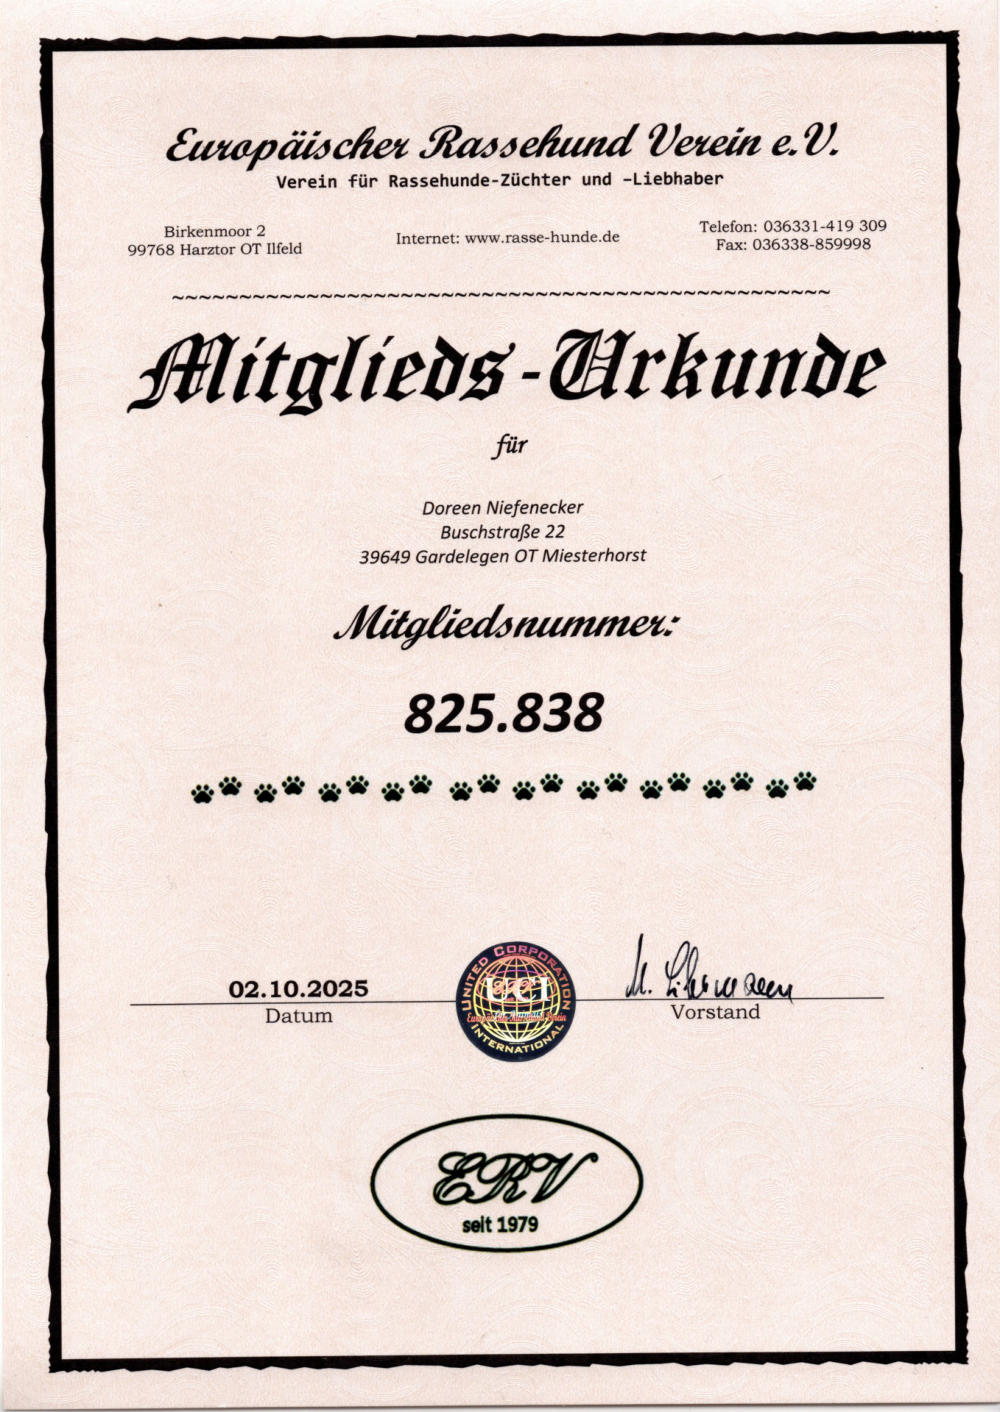 Europäischer Rassehund Verein e.V.
Verein für Rassehunde-Züchter und –Liebhaber
Birkenmoor 2
99768 Harztor OT Ilfeld
Internet: www.rasse-hunde.de
Telefon: 036331-419 309
Fax: 036338-859998
~~~~~~~~~~~~~~~~~~~~~~~~~~~~~~~~~~~~~~~~~~~~~~~~~
Mitglieds-Urkunde
für
Doreen Niefenecker
Buschstraße 22
39649 Gardelegen OT Miesterhorst
Mitgliedsnummer:
825.838
02.10.2025
Datum
UNITED CORPORATION
UCI
INTERNATIONAL
Vorstand
ERV
seit 1979